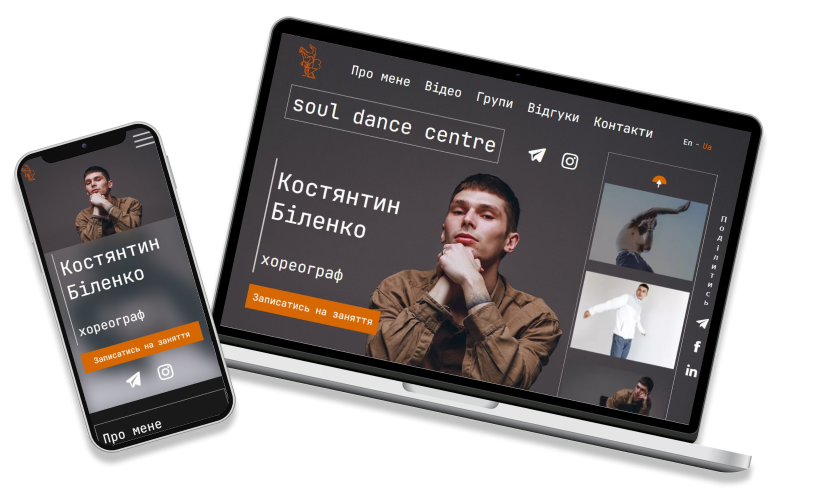 Про мене
Відео
Групи
Відгуки
Контакти
En - Ua
soul dance centre
Костянтин
Біленко
хореограф
Записатись на заняття
Поділитись
Костянтин
Біленко
хореограф
Записатись на заняття
Про мене